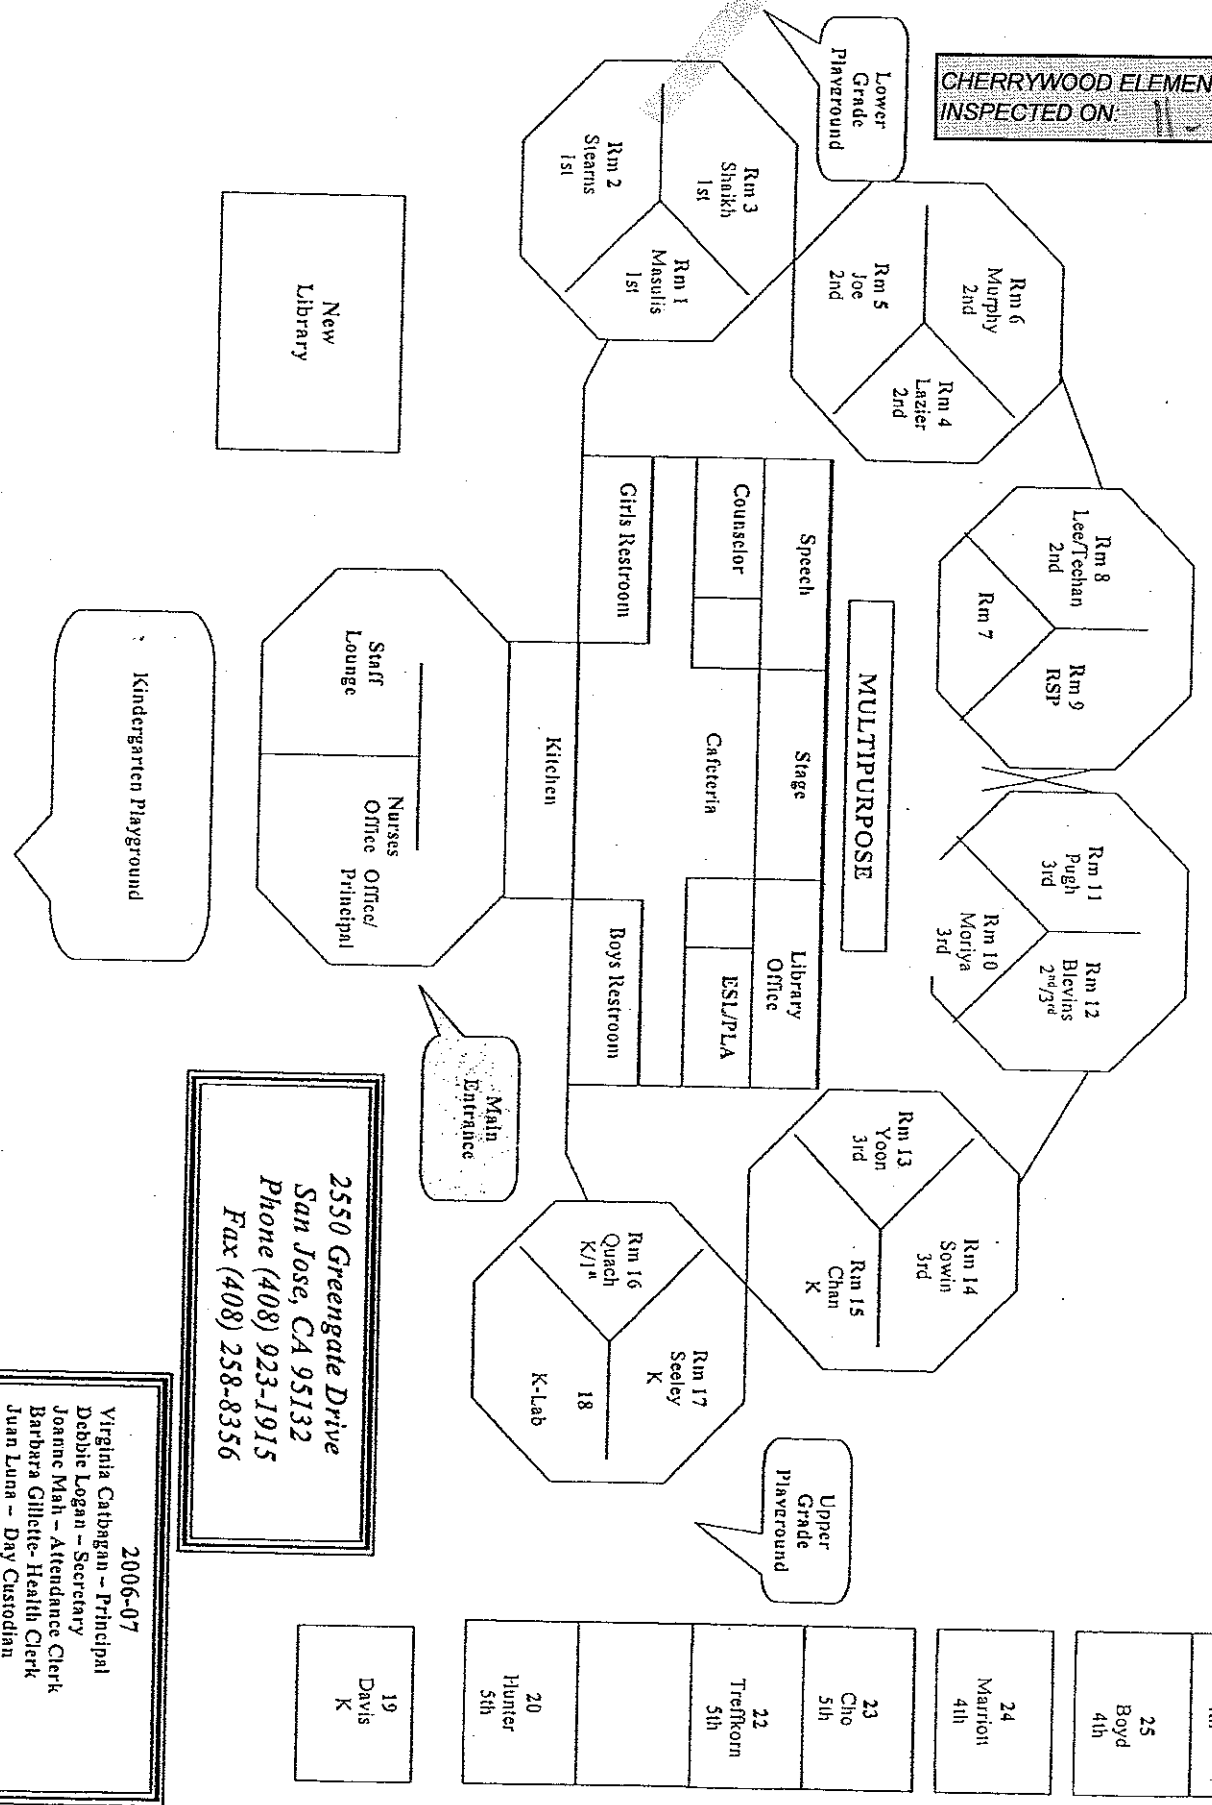 CHERRYWOOD ELEMEN
INSPECTED ON:
Lower
Grade
Playground
Rm 3
Shaikh
1st
Rm 2
Stearns
1st
Rm 1
Masulis
1st
Rm 6
Murphy
2nd
Rm 5
Joe
2nd
Rm 4
Lazier
2nd
Rm 8
Lee/Techan
2nd
Rm 7
Rm 9
RSP
Rm 11
Pugh
3rd
Rm 10
Moriya
3rd
Rm 12
Blevins
2nd/3rd
Rm 13
Yoon
3rd
Rm 14
Sowin
3rd
Rm 15
Chan
K
Rm 16
Quach
K/1st
Rm 17
Seeley
K
18
K-Lab
Upper
Grade
Playground
MULTIPURPOSE
Speech
Stage
Library
Office
Counselor
Cafeteria
ESL/PLA
Girls Restroom
Kitchen
Boys Restroom
Staff
Lounge
Nurses
Office
Office/
Principal
New
Library
Kindergarten Playground
Main
Entrance
25
Boyd
4th
24
Marriott
4th
23
Cho
5th
22
Treffkorn
5th
20
Hunter
5th
19
Davis
K
2550 Greengate Drive
San Jose, CA 95132
Phone (408) 923-1915
Fax (408) 258-8356
2006-07
Virginia Catbagan – Principal
Debbie Logan – Secretary
Joanne Mah – Attendance Clerk
Barbara Gillette- Health Clerk
Juan Luna – Day Custodian